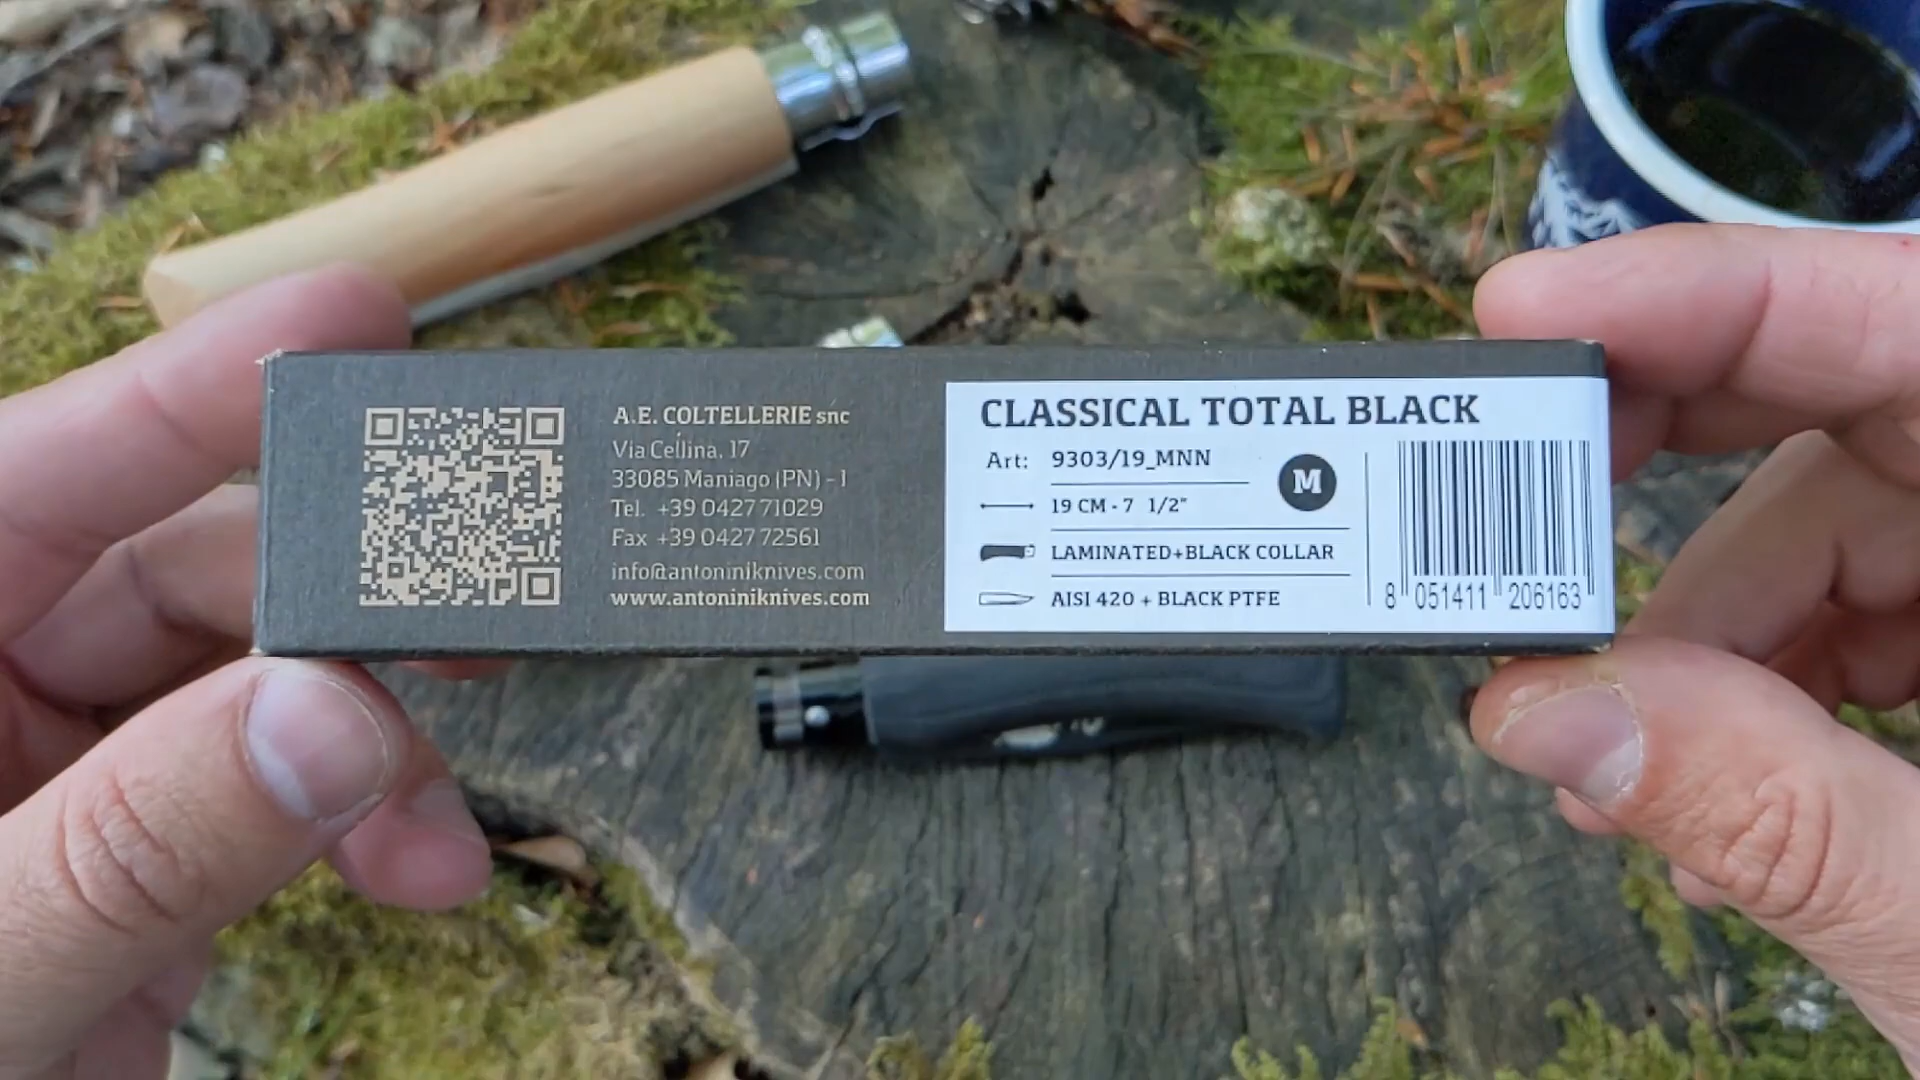 A.E. COLTELLERIE snc
Via Cellina, 17
33085 Maniago (PN) - I
Tel. +39 0427 71029
Fax +39 0427 72561
info@antoniniknives.com
www.antoniniknives.com
CLASSICAL TOTAL BLACK
Art: 9303/19_MNN
M
19 CM - 7 1/2"
LAMINATED+BLACK COLLAR
AISI 420 + BLACK PTFE
8 051411 206163